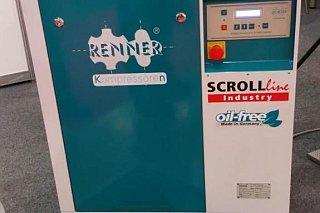 RENNER
®
Kompressoren
SCROLLline
Industry
oil-free
Made in Germany